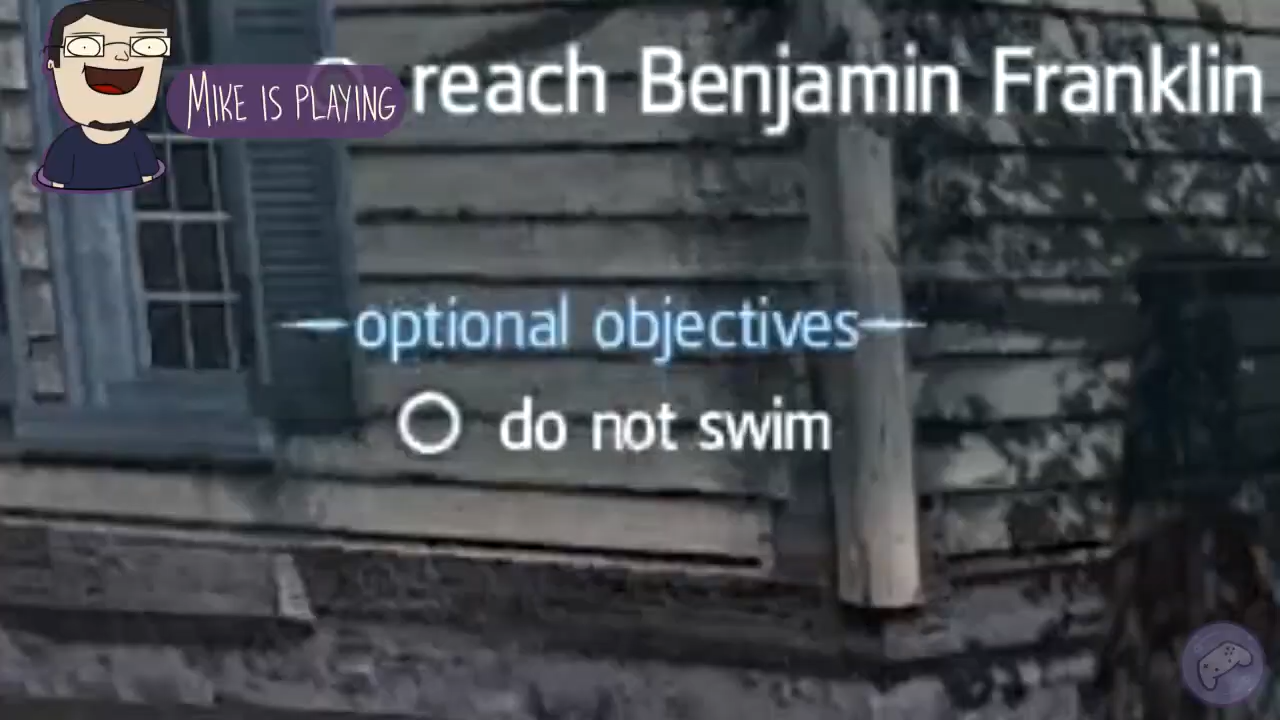 reach Benjamin Franklin
MIKE IS PLAYING
optional objectives
do not swim